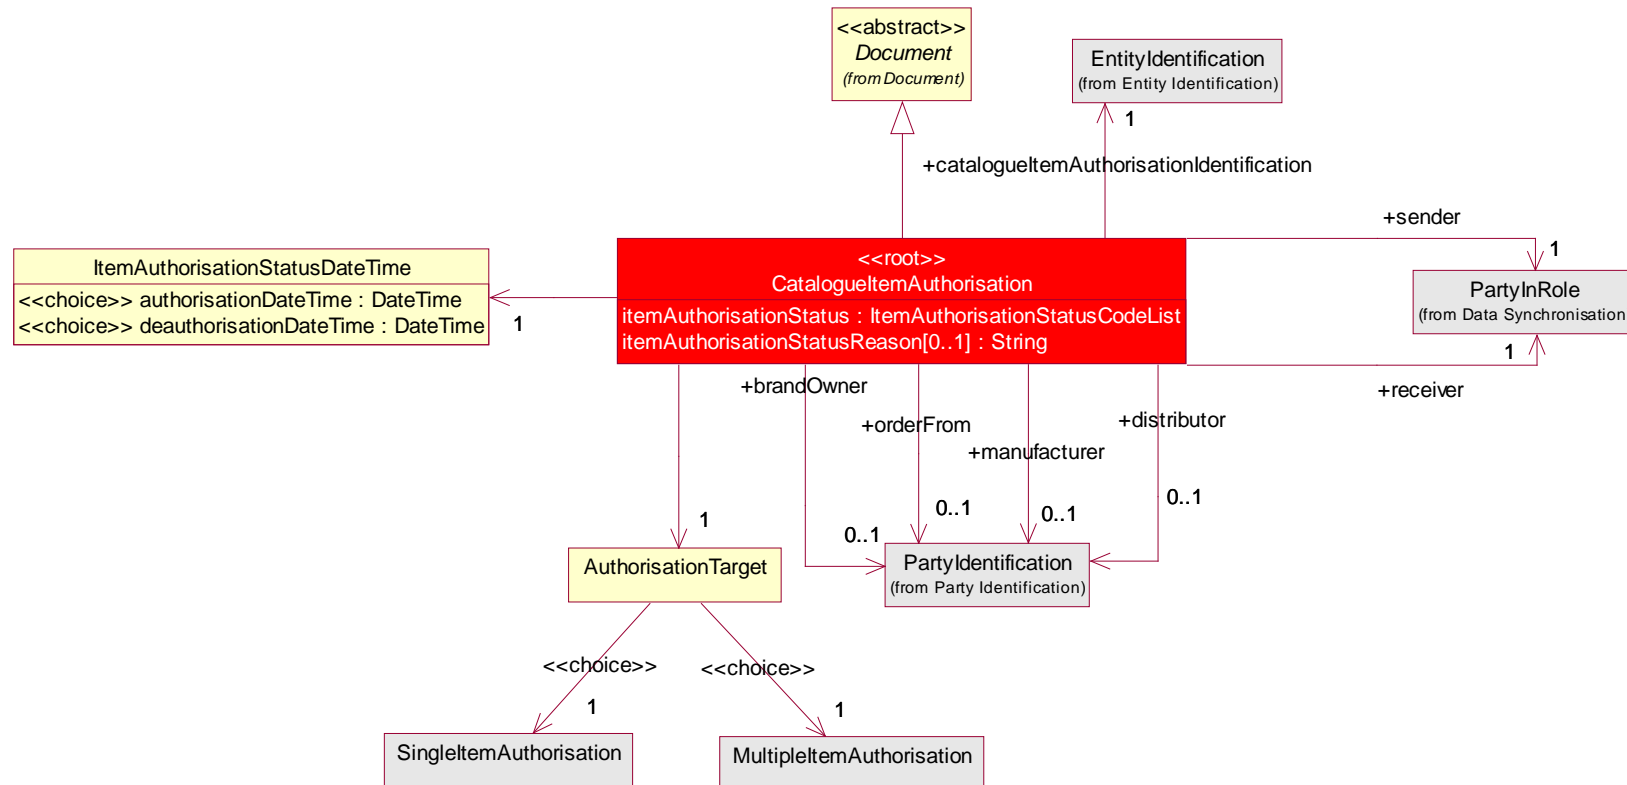 <<abstract>>
Document
(from Document)
EntityIdentification
(from Entity Identification)
1
+catalogueItemAuthorisationIdentification
+sender
1
<<root>>
CatalogueItemAuthorisation
itemAuthorisationStatus : ItemAuthorisationStatusCodeList
itemAuthorisationStatusReason[0..1] : String
ItemAuthorisationStatusDateTime
<<choice>> authorisationDateTime : DateTime
<<choice>> deauthorisationDateTime : DateTime
1
PartyInRole
(from Data Synchronisation
1
+receiver
+brandOwner
+orderFrom
+manufacturer
+distributor
1
0..1
0..1
0..1
0..1
AuthorisationTarget
PartyIdentification
(from Party Identification)
<<choice>>
<<choice>>
1
1
SingleItemAuthorisation
MultipleItemAuthorisation